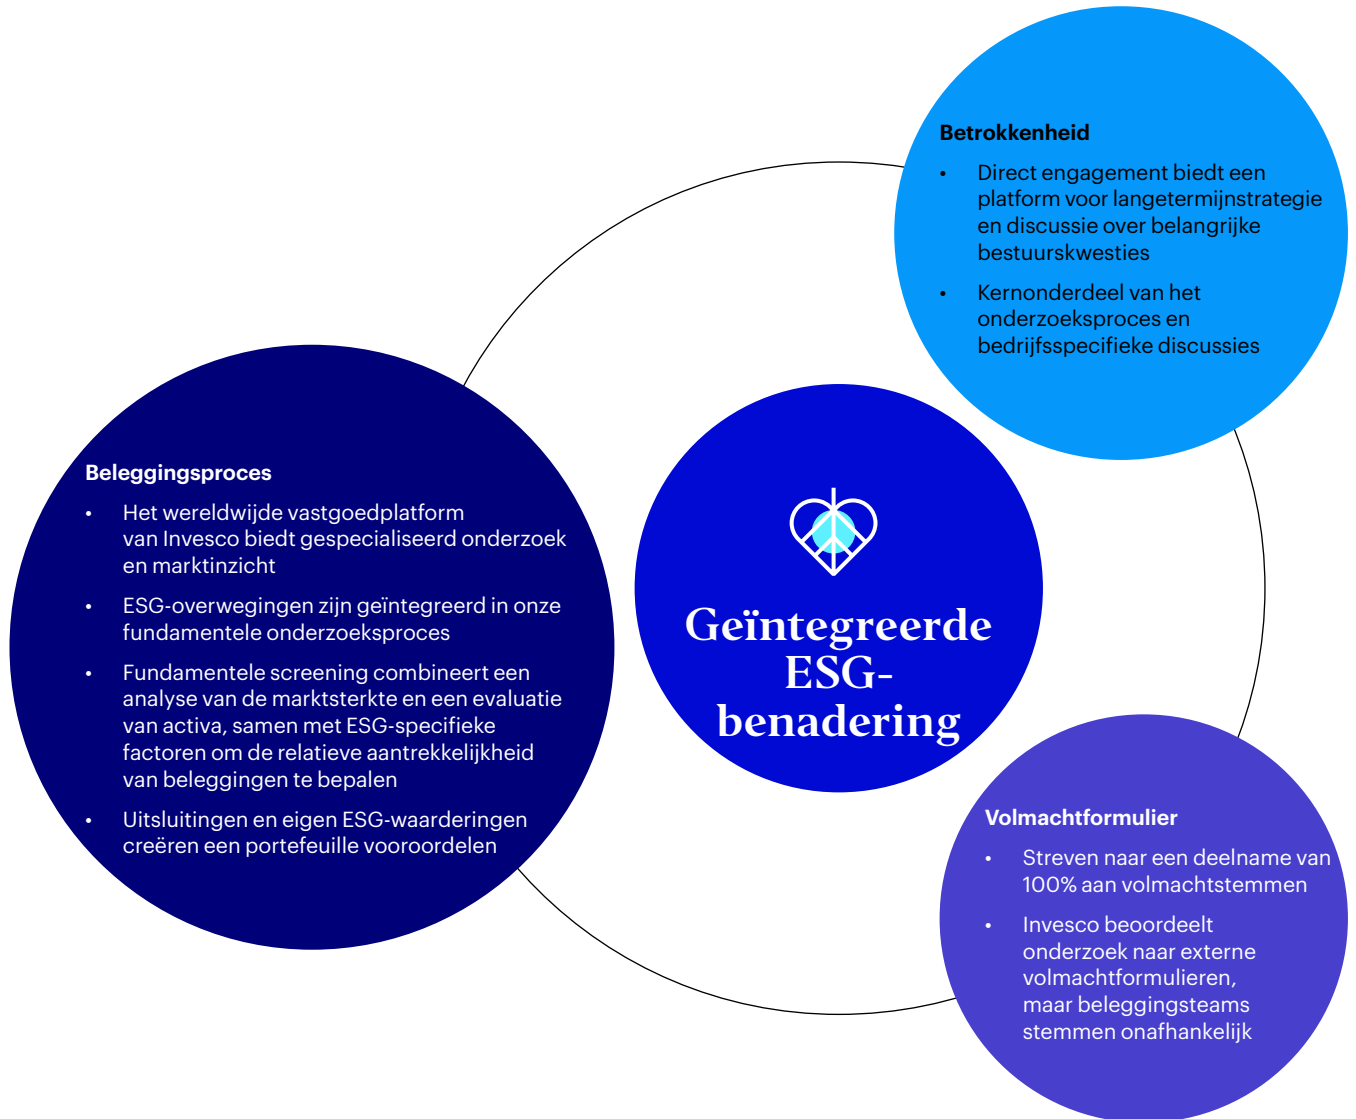 Betrokkenheid
• Direct engagement biedt een
platform voor langetermijnstrategie
en discussie over belangrijke
bestuurskwesties
• Kernonderdeel van het
onderzoeksproces en
bedrijfsspecifieke discussies
Beleggingsproces
• Het wereldwijde vastgoedplatform
van Invesco biedt gespecialiseerd onderzoek
en marktinzicht
• ESG-overwegingen zijn geïntegreerd in onze
fundamentele onderzoeksproces
• Fundamentele screening combineert een
analyse van de marktsterkte en een evaluatie
van activa, samen met ESG-specifieke
factoren om de relatieve aantrekkelijkheid
van beleggingen te bepalen
• Uitsluitingen en eigen ESG-waarderingen
creëren een portefeuille vooroordelen
Geïntegreerde
ESG-
benadering
Volmachtformulier
• Streven naar een deelname van
100% aan volmachtstemmen
• Invesco beoordeelt
onderzoek naar externe
volmachtformulieren,
maar beleggingsteams
stemmen onafhankelijk